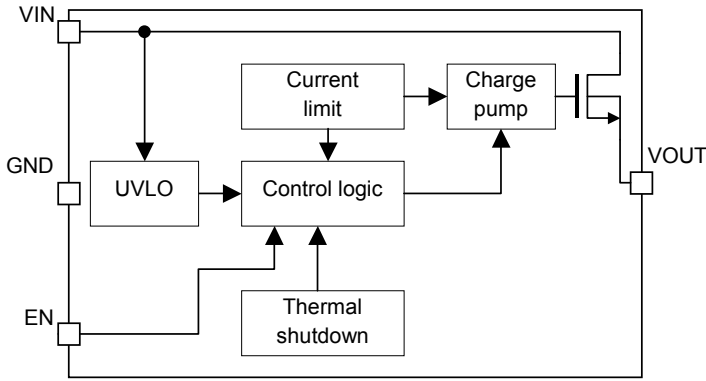 VIN
Current
limit
Charge
pump
GND
UVLO
Control logic
VOUT
EN
Thermal
shutdown